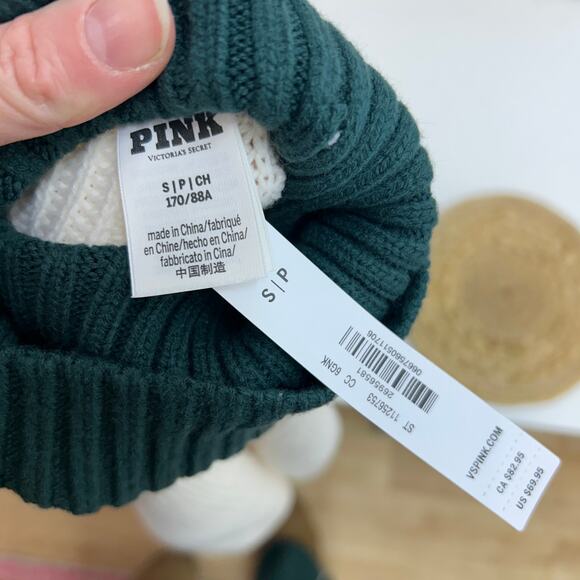 PINK
VICTORIA'S SECRET
S|P|CH
170/88A
made in China/fabriqué
en Chine/hecho en China/
fabbricato in Cina/
中国制造
S|P
0667580511706
26956581
CC 6GNK
ST 11256753
VSPINK.COM
CA $82.95
US $69.95